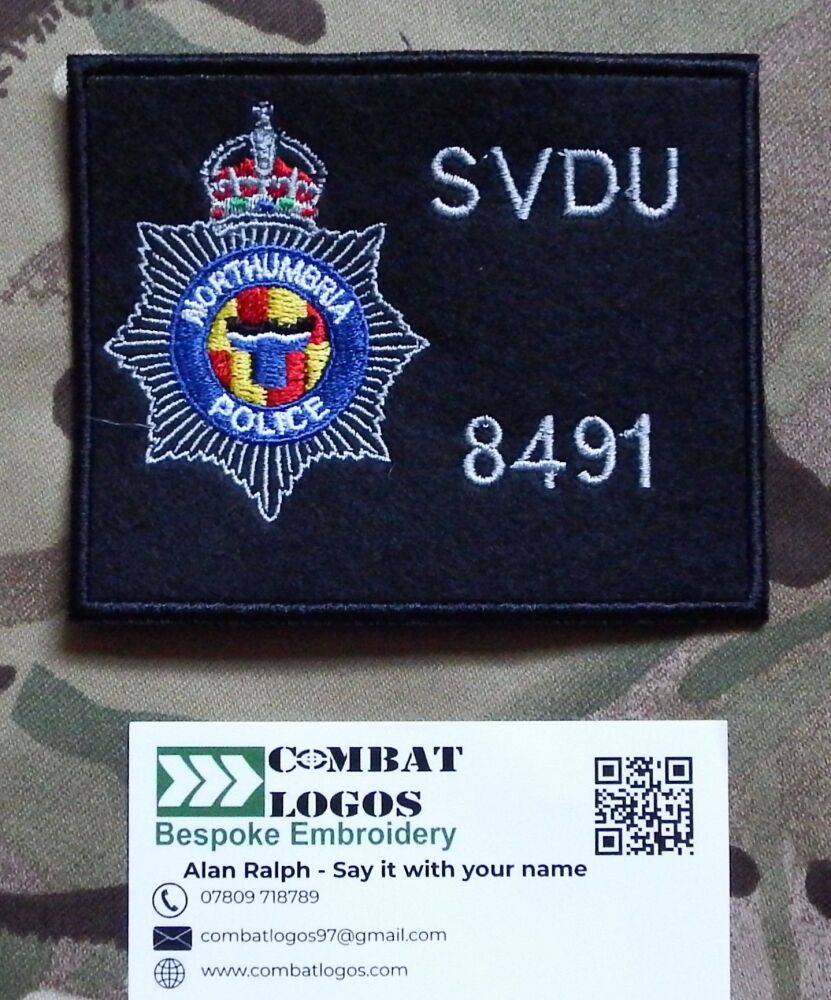 SVDU
NORTHUMBRIA
POLICE
8491
COMBAT
LOGOS
Bespoke Embroidery
Alan Ralph - Say it with your name
07809 718789
combatlogos97@gmail.com
www.combatlogos.com